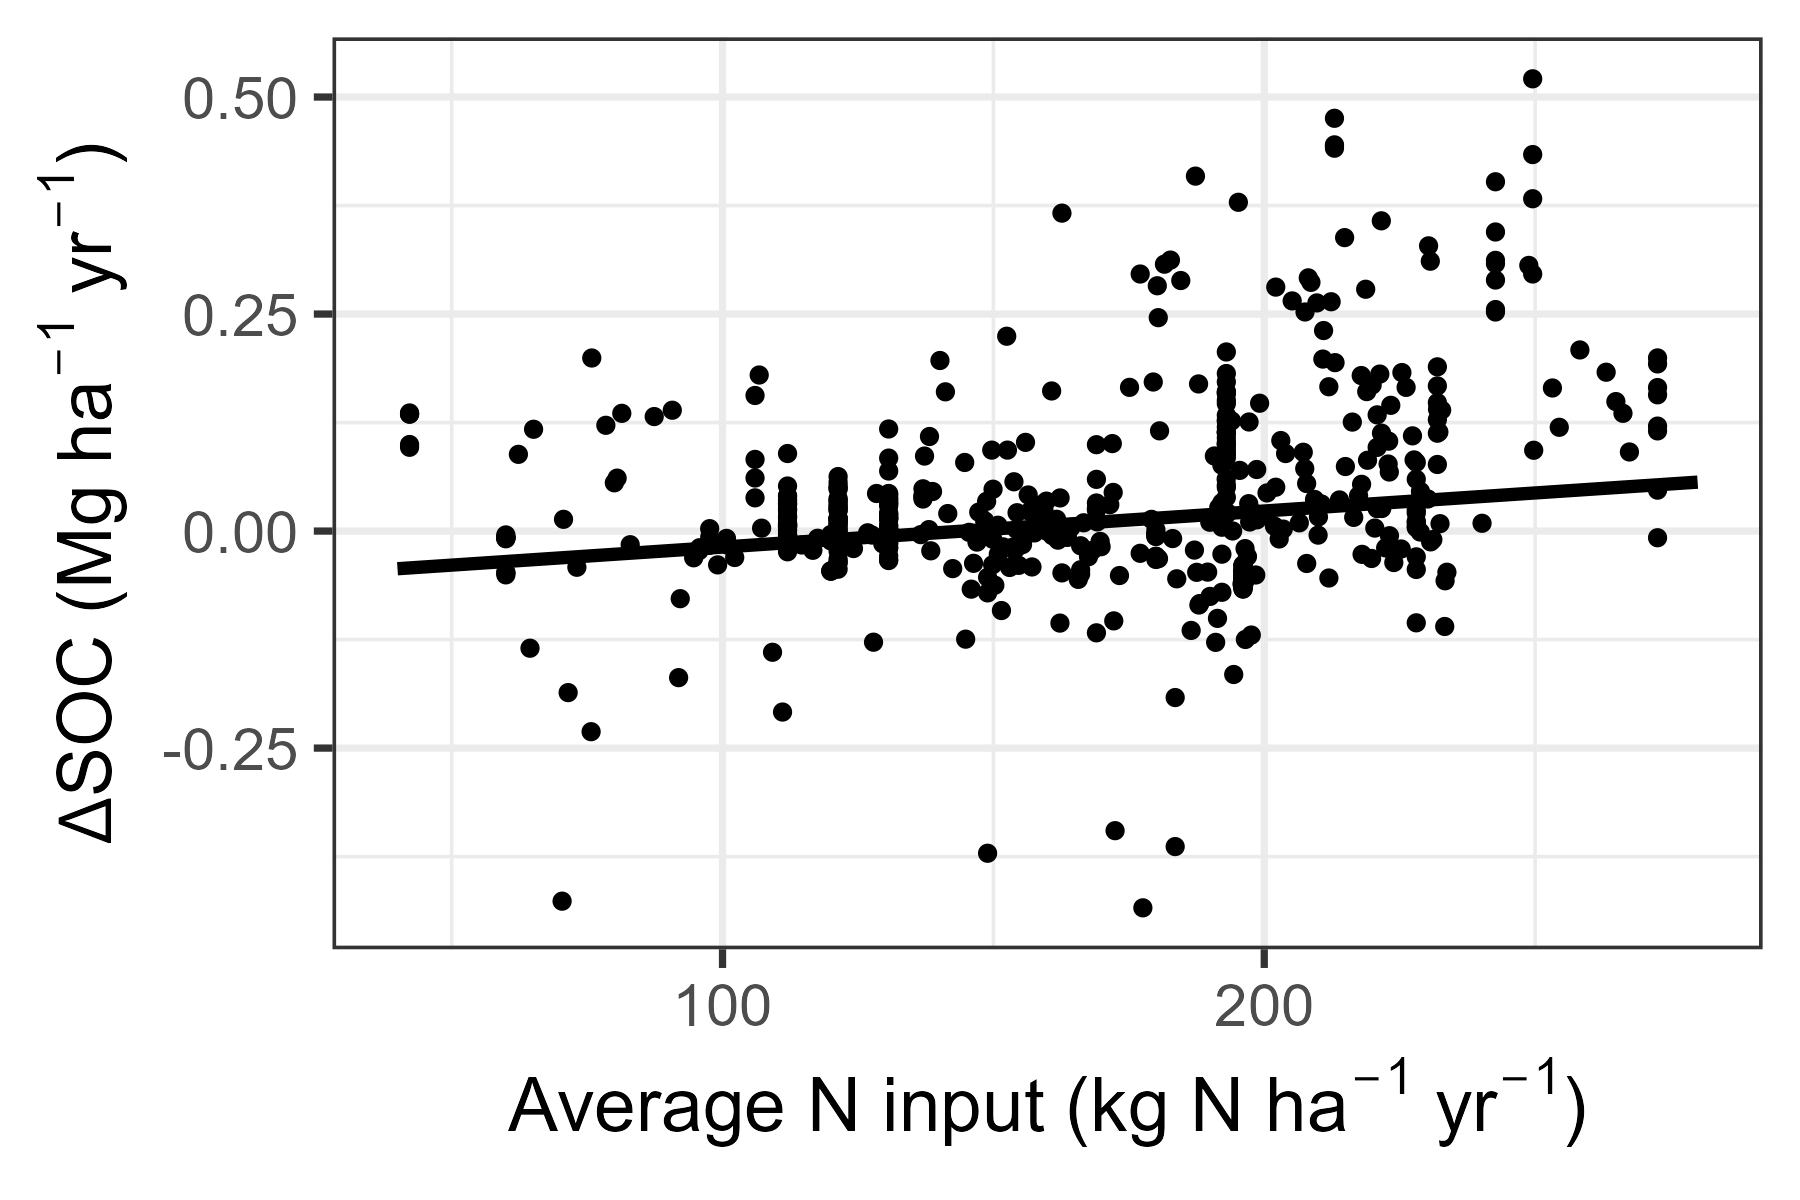 ΔSOC (Mg ha⁻¹ yr⁻¹)
0.50
0.25
0.00
-0.25
100 200
Average N input (kg N ha⁻¹ yr⁻¹)